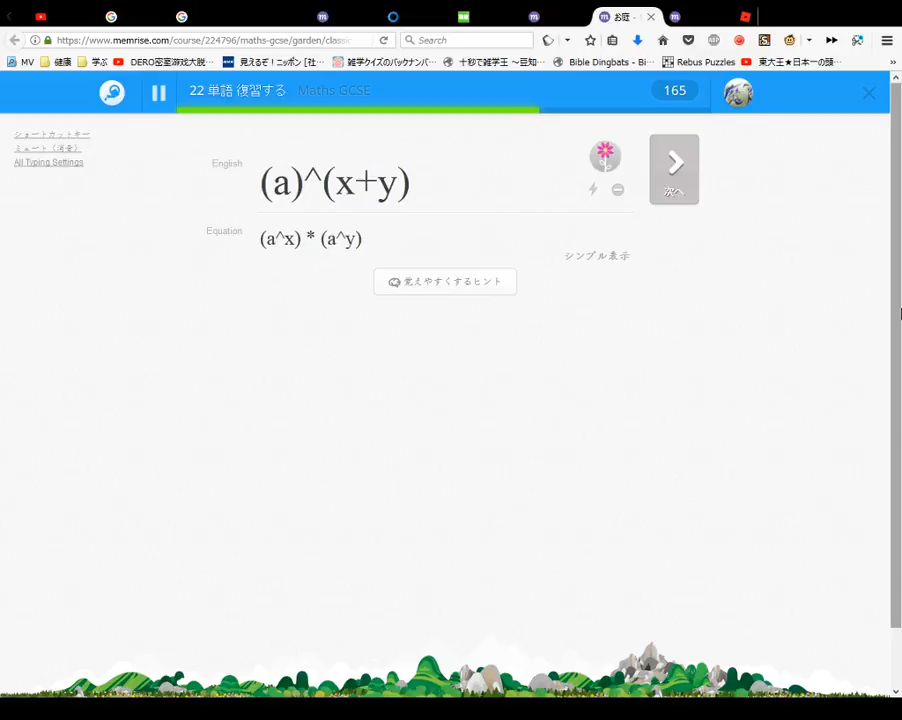 お庭 -
https://www.memrise.com/course/224796/maths-gcse/garden/classic
Search
MV
健康
学ぶ
DERO密室游戏大脱…
見えるぞ！ニッポン [社…
雑学クイズのバックナンバ…
十秒で雑学王 ～豆知…
Bible Dingbats - Bi…
Rebus Puzzles
東大王★日本一の頭…
22 単語 復習する Maths GCSE
165
ショートカットキー
ミュート（消音）
All Typing Settings
English
(a)^(x+y)
次へ
Equation
(a^x) * (a^y)
シンプル表示
覚えやすくするヒント